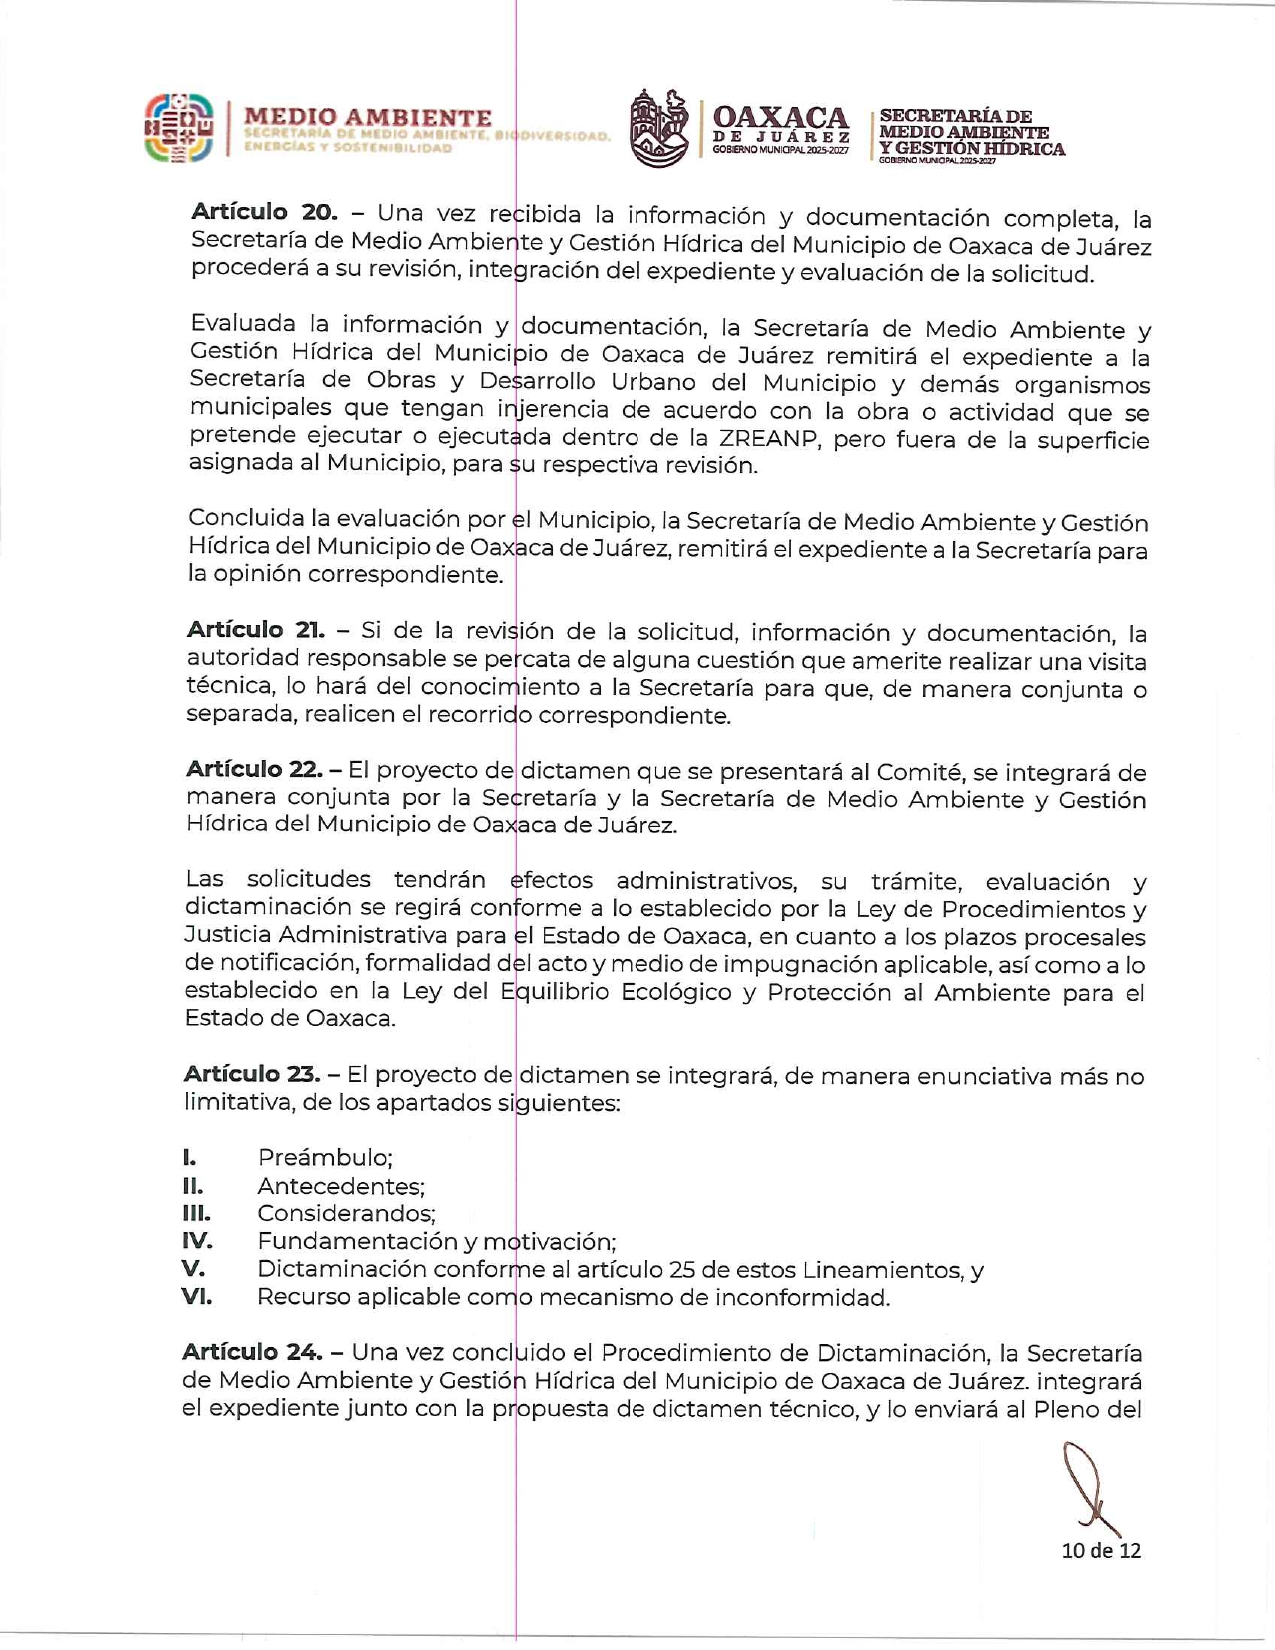 MEDIO AMBIENTE
SECRETARÍA DE MEDIO AMBIENTE, BIODIVERSIDAD,
ENERGÍAS Y SOSTENIBILIDAD
OAXACA
DE JUÁREZ
GOBIERNO MUNICIPAL 2025-2027
SECRETARÍA DE
MEDIO AMBIENTE
Y GESTIÓN HÍDRICA
GOBIERNO MUNICIPAL 2025-2027
Artículo 20. – Una vez recibida la información y documentación completa, la
Secretaría de Medio Ambiente y Gestión Hídrica del Municipio de Oaxaca de Juárez
procederá a su revisión, integración del expediente y evaluación de la solicitud.
Evaluada la información y documentación, la Secretaría de Medio Ambiente y
Gestión Hídrica del Municipio de Oaxaca de Juárez remitirá el expediente a la
Secretaría de Obras y Desarrollo Urbano del Municipio y demás organismos
municipales que tengan injerencia de acuerdo con la obra o actividad que se
pretende ejecutar o ejecutada dentro de la ZREANP, pero fuera de la superficie
asignada al Municipio, para su respectiva revisión.
Concluida la evaluación por el Municipio, la Secretaría de Medio Ambiente y Gestión
Hídrica del Municipio de Oaxaca de Juárez, remitirá el expediente a la Secretaría para
la opinión correspondiente.
Artículo 21. – Si de la revisión de la solicitud, información y documentación, la
autoridad responsable se percata de alguna cuestión que amerite realizar una visita
técnica, lo hará del conocimiento a la Secretaría para que, de manera conjunta o
separada, realicen el recorrido correspondiente.
Artículo 22. – El proyecto de dictamen que se presentará al Comité, se integrará de
manera conjunta por la Secretaría y la Secretaría de Medio Ambiente y Gestión
Hídrica del Municipio de Oaxaca de Juárez.
Las solicitudes tendrán efectos administrativos, su trámite, evaluación y
dictaminación se regirá conforme a lo establecido por la Ley de Procedimientos y
Justicia Administrativa para el Estado de Oaxaca, en cuanto a los plazos procesales
de notificación, formalidad del acto y medio de impugnación aplicable, así como a lo
establecido en la Ley del Equilibrio Ecológico y Protección al Ambiente para el
Estado de Oaxaca.
Artículo 23. – El proyecto de dictamen se integrará, de manera enunciativa más no
limitativa, de los apartados siguientes:
I. Preámbulo;
II. Antecedentes;
III. Considerandos;
IV. Fundamentación y motivación;
V. Dictaminación conforme al artículo 25 de estos Lineamientos, y
VI. Recurso aplicable como mecanismo de inconformidad.
Artículo 24. – Una vez concluido el Procedimiento de Dictaminación, la Secretaría
de Medio Ambiente y Gestión Hídrica del Municipio de Oaxaca de Juárez. integrará
el expediente junto con la propuesta de dictamen técnico, y lo enviará al Pleno del
10 de 12